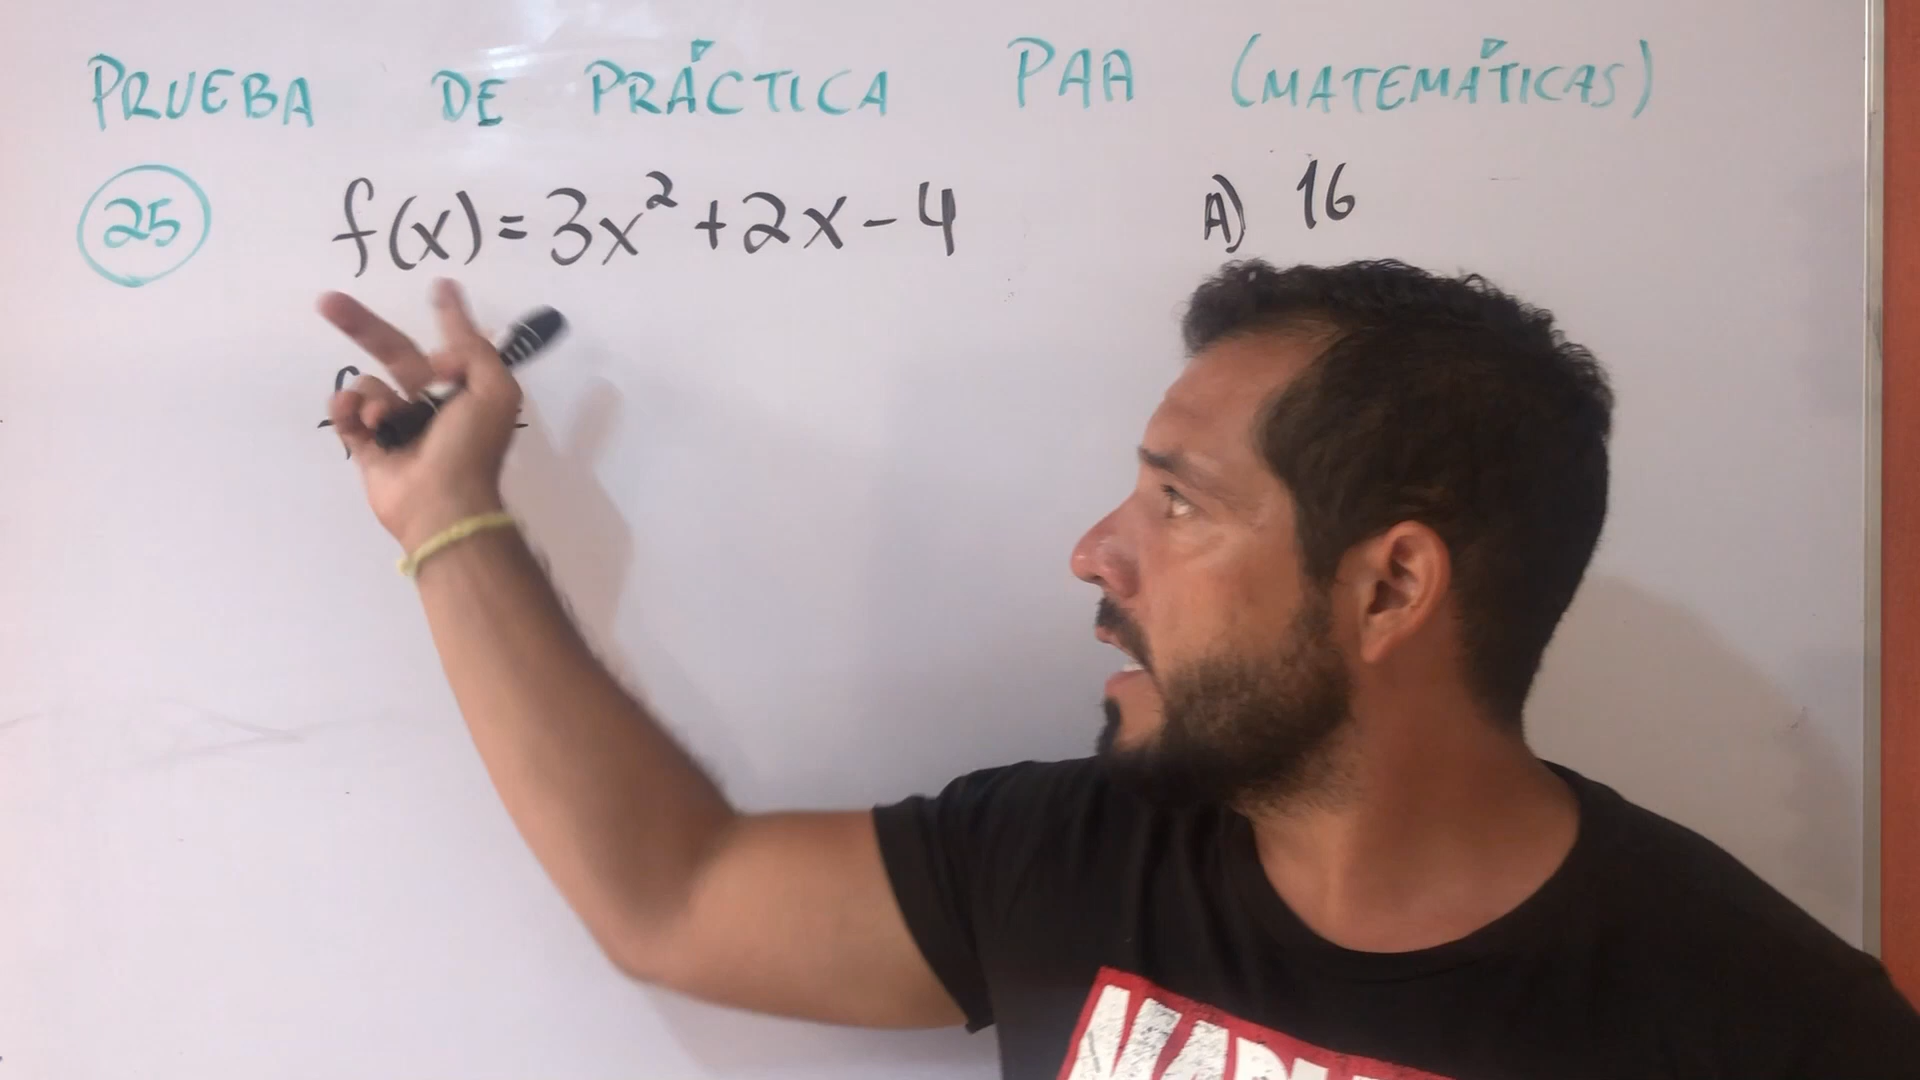 PRUEBA DE PRÁCTICA PAA (MATEMÁTICAS)
25 f(x) = 3x² + 2x - 4
A) 16